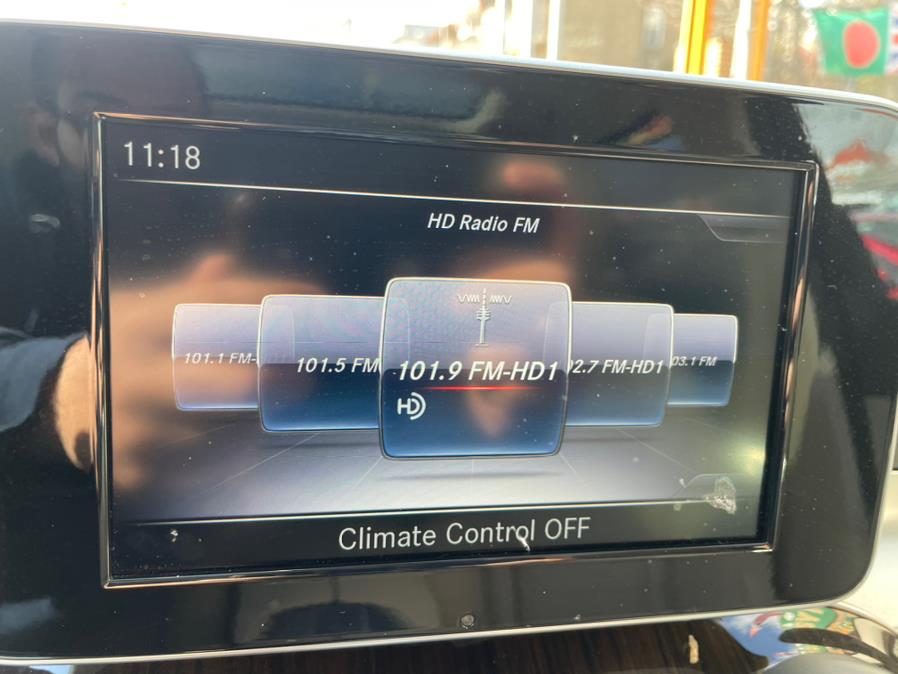 11:18
HD Radio FM
101.1 FM- 101.5 FM 101.9 FM-HD1 02.7 FM-HD1 03.1 FM
HD
Climate Control OFF